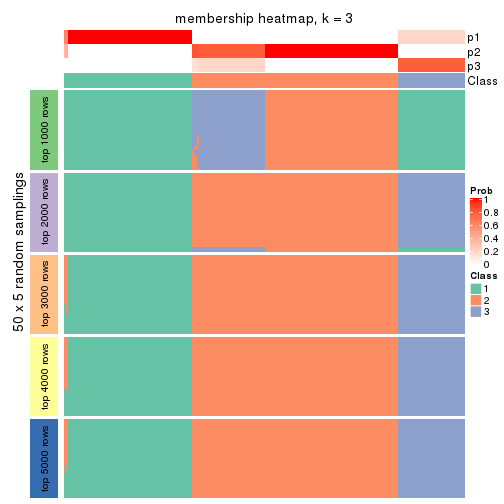 membership heatmap, k = 3
p1
p2
p3
Class
50 x 5 random samplings
top 1000 rows
top 2000 rows
top 3000 rows
top 4000 rows
top 5000 rows
Prob
1
0.8
0.6
0.4
0.2
0
Class
1
2
3